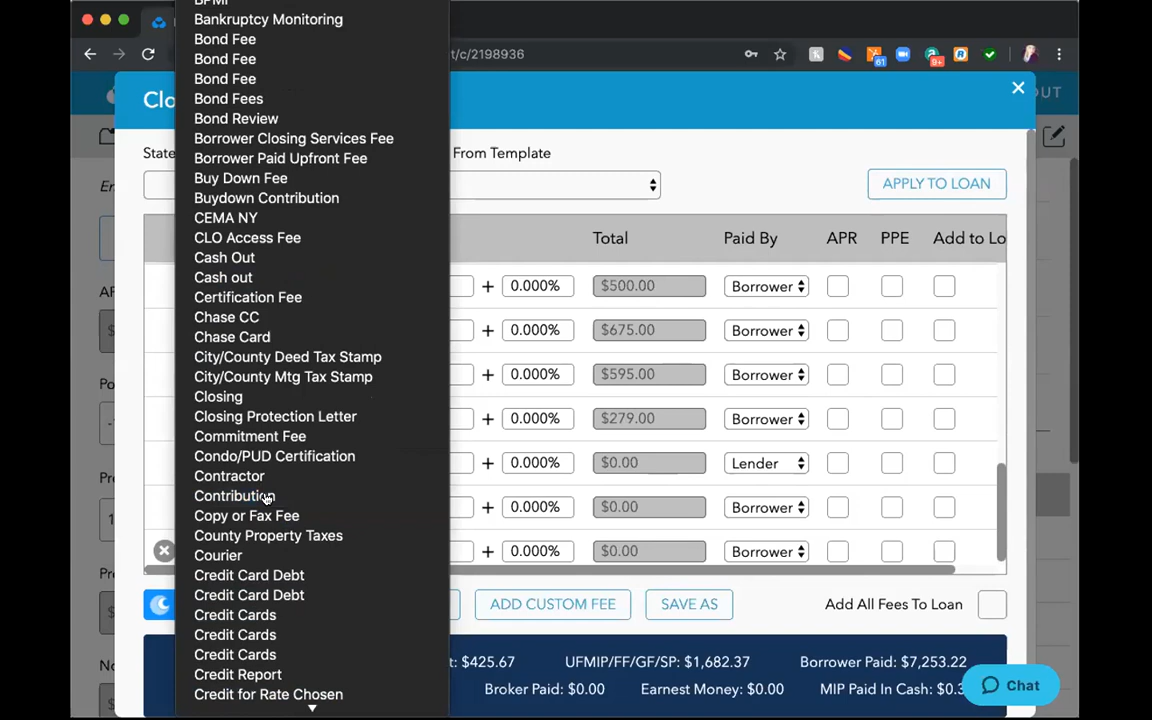 BPMI
Bankruptcy Monitoring
Bond Fee
Bond Fee
Bond Fee
Bond Fees
Bond Review
Borrower Closing Services Fee
Borrower Paid Upfront Fee
Buy Down Fee
Buydown Contribution
CEMA NY
CLO Access Fee
Cash Out
Cash out
Certification Fee
Chase CC
Chase Card
City/County Deed Tax Stamp
City/County Mtg Tax Stamp
Closing
Closing Protection Letter
Commitment Fee
Condo/PUD Certification
Contractor
Contribution
Copy or Fax Fee
County Property Taxes
Courier
Credit Card Debt
Credit Card Debt
Credit Cards
Credit Cards
Credit Cards
Credit Report
Credit for Rate Chosen
t/c/2198936
61
9+
Clo
OUT
State
From Template
APPLY TO LOAN
Total Paid By APR PPE Add to Lo
+ 0.000% $500.00 Borrower
+ 0.000% $675.00 Borrower
+ 0.000% $595.00 Borrower
+ 0.000% $279.00 Borrower
+ 0.000% $0.00 Lender
+ 0.000% $0.00 Borrower
+ 0.000% $0.00 Borrower
ADD CUSTOM FEE SAVE AS Add All Fees To Loan
t: $425.67 UFMIP/FF/GF/SP: $1,682.37 Borrower Paid: $7,253.22
Broker Paid: $0.00 Earnest Money: $0.00 MIP Paid In Cash: $0.3
Chat
En
AP
$
Po
-
Pre
1
Pre
$
No
$